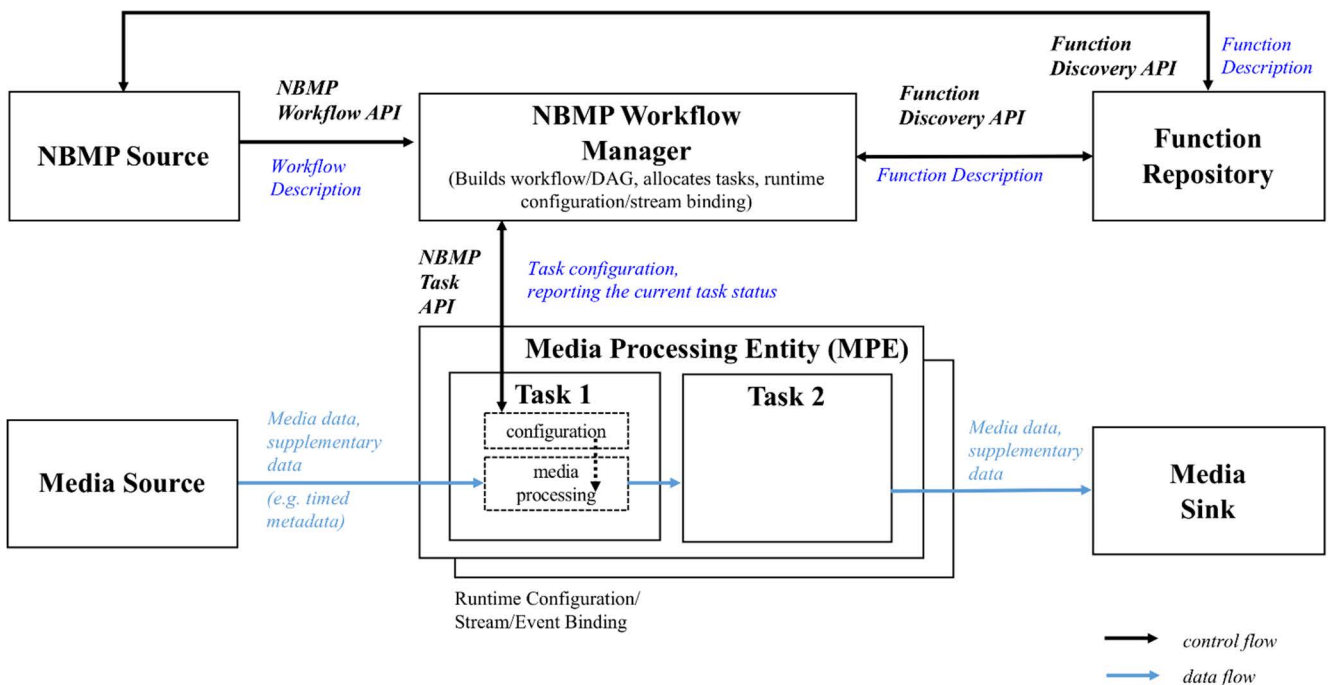 Function
Discovery API
Function
Description
NBMP
Workflow API
Function
Discovery API
NBMP Source
Workflow
Description
NBMP Workflow
Manager
(Builds workflow/DAG, allocates tasks, runtime
configuration/stream binding)
Function Description
Function
Repository
NBMP
Task
API
Task configuration,
reporting the current task status
Media Processing Entity (MPE)
Task 1
configuration
media
processing
Task 2
Media Source
Media data,
supplementary
data
(e.g. timed
metadata)
Media data,
supplementary
data
Media
Sink
Runtime Configuration/
Stream/Event Binding
control flow
data flow